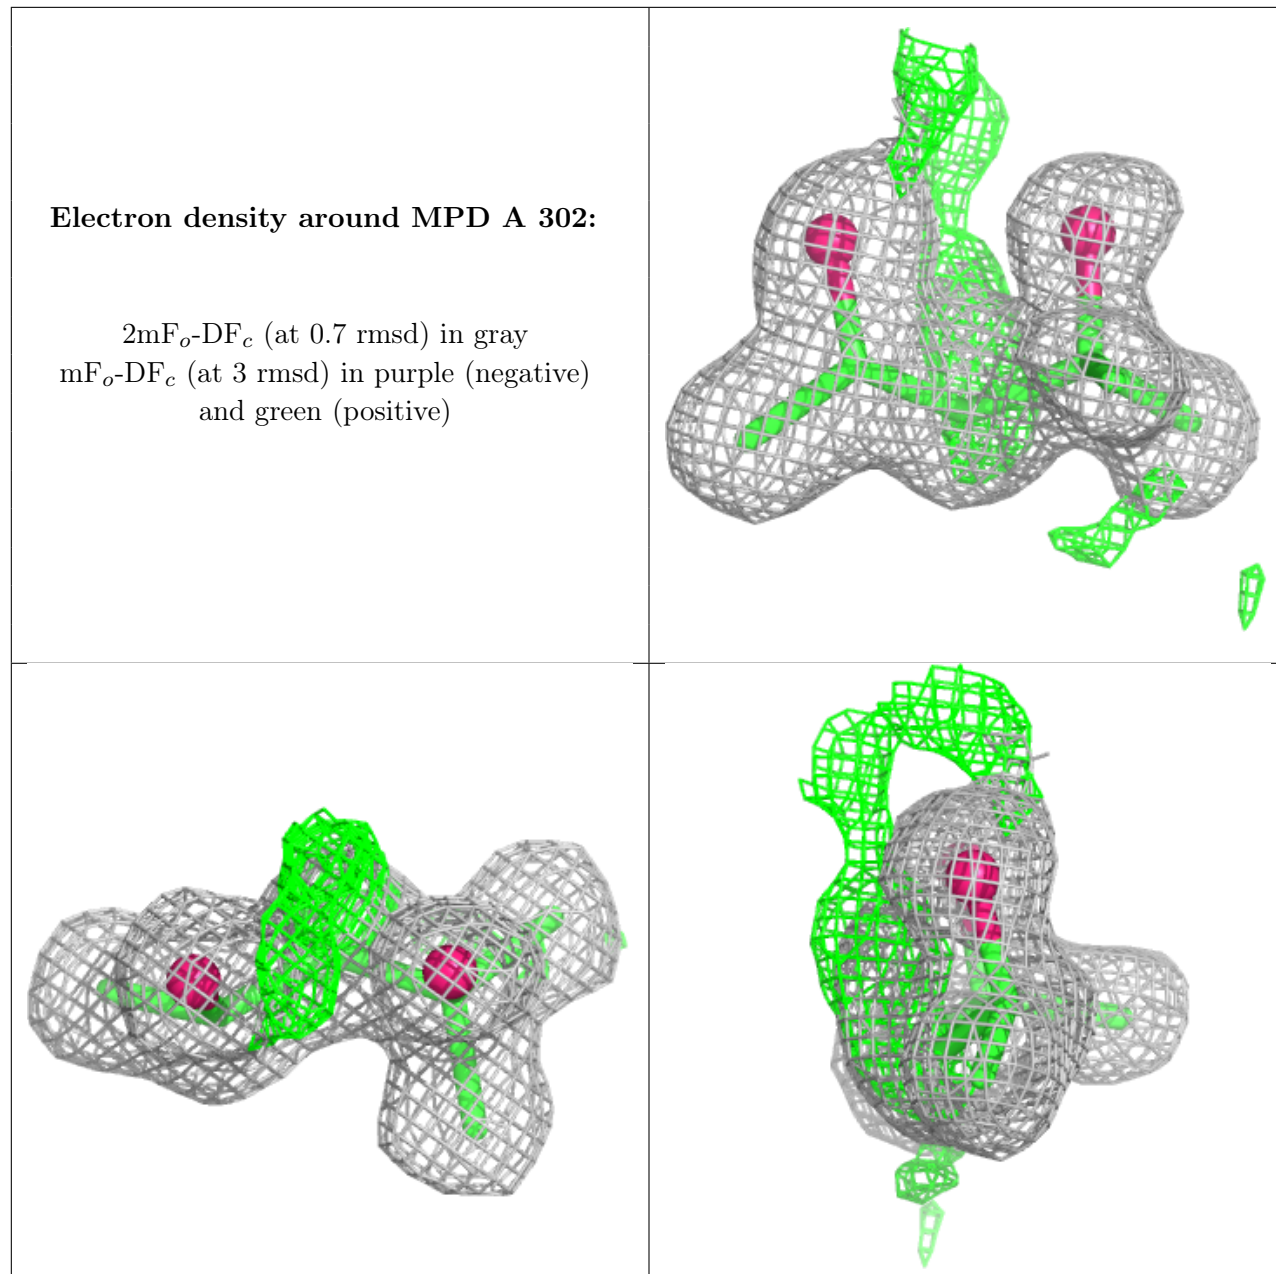 Electron density around MPD A 302:
2mFo-DFc (at 0.7 rmsd) in gray
mFo-DFc (at 3 rmsd) in purple (negative)
and green (positive)